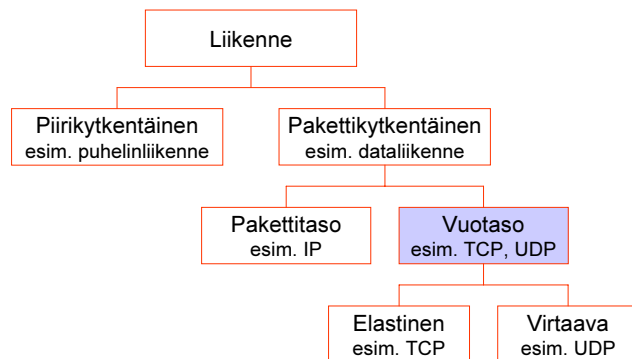 Liikenne
Piirikytkentäinen
esim. puhelinliikenne
Pakettikytkentäinen
esim. dataliikenne
Pakettitaso
esim. IP
Vuotaso
esim. TCP, UDP
Elastinen
esim. TCP
Virtaava
esim. UDP